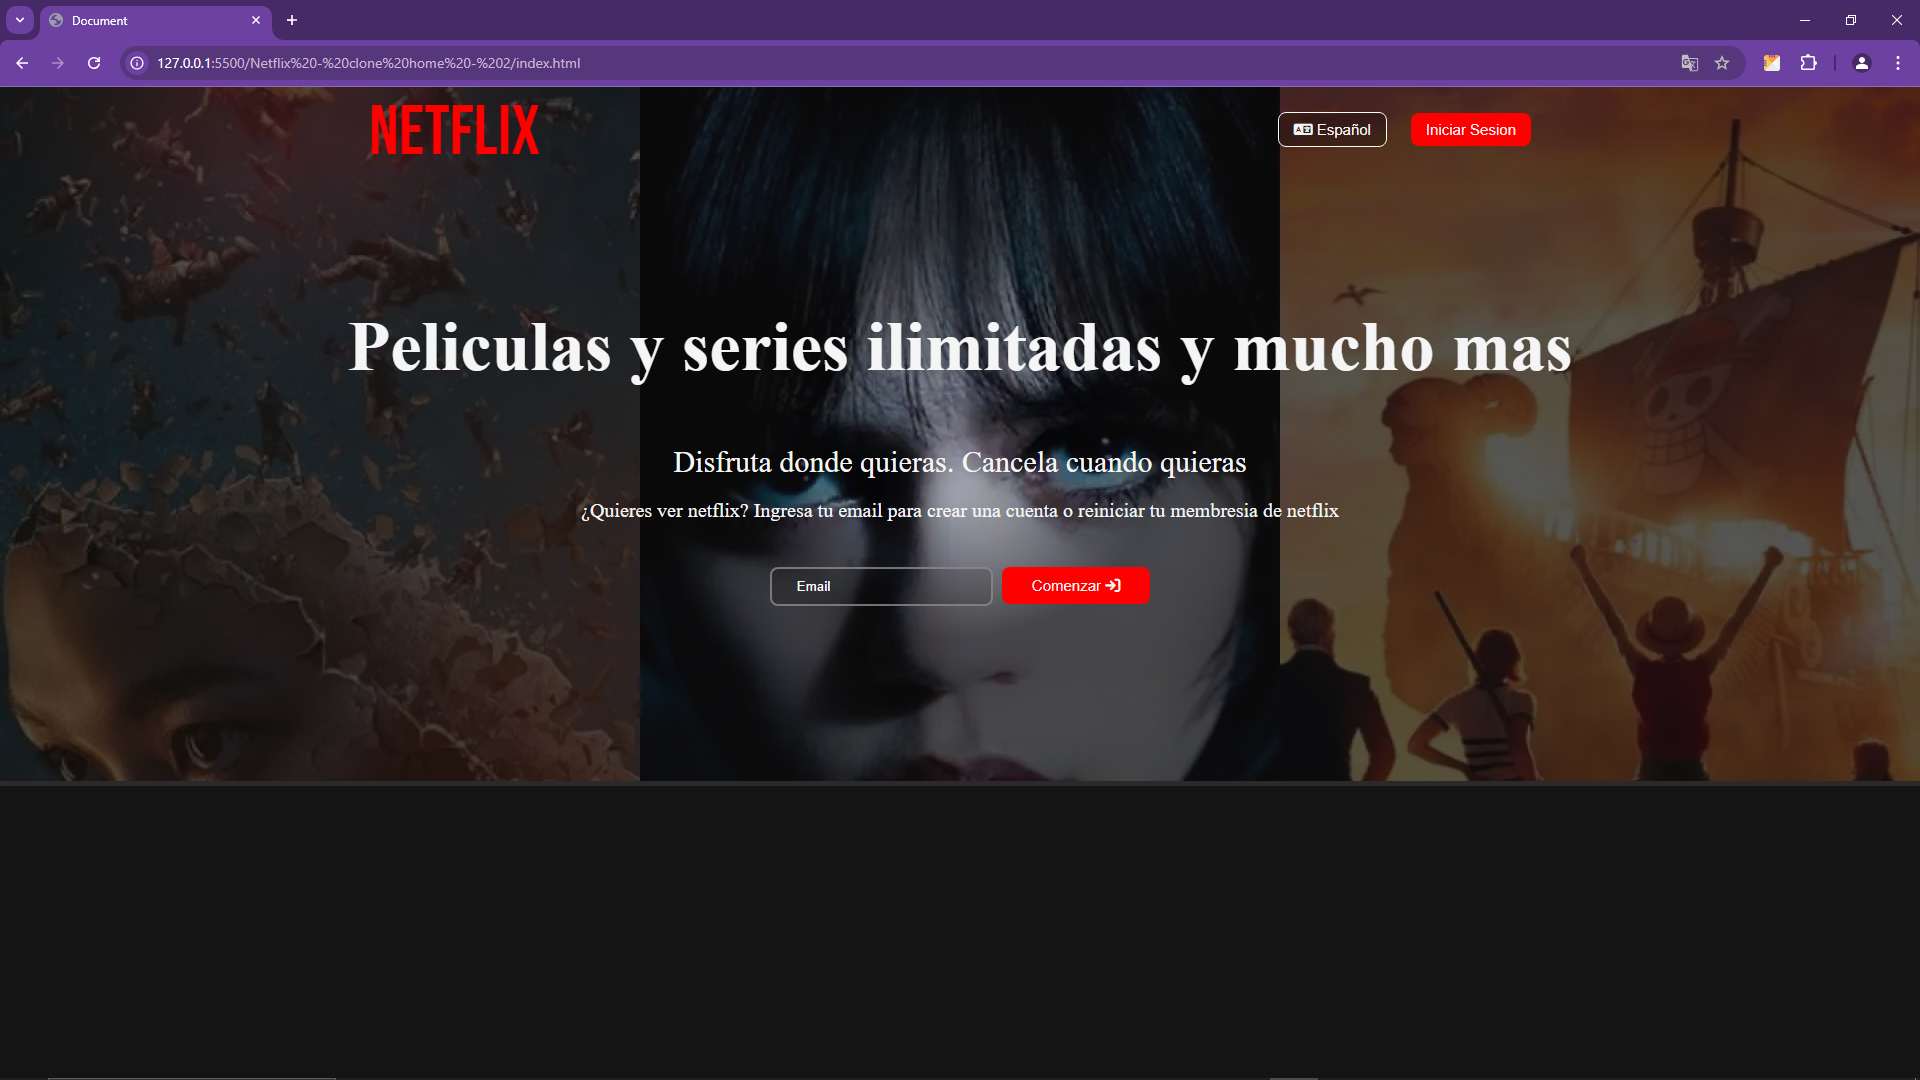 Document
127.0.0.1:5500/Netflix%20-%20clone%20home%20-%202/index.html
NETFLIX
Español
Iniciar Sesion
Peliculas y series ilimitadas y mucho mas
Disfruta donde quieras. Cancela cuando quieras
¿Quieres ver netflix? Ingresa tu email para crear una cuenta o reiniciar tu membresia de netflix
Email
Comenzar